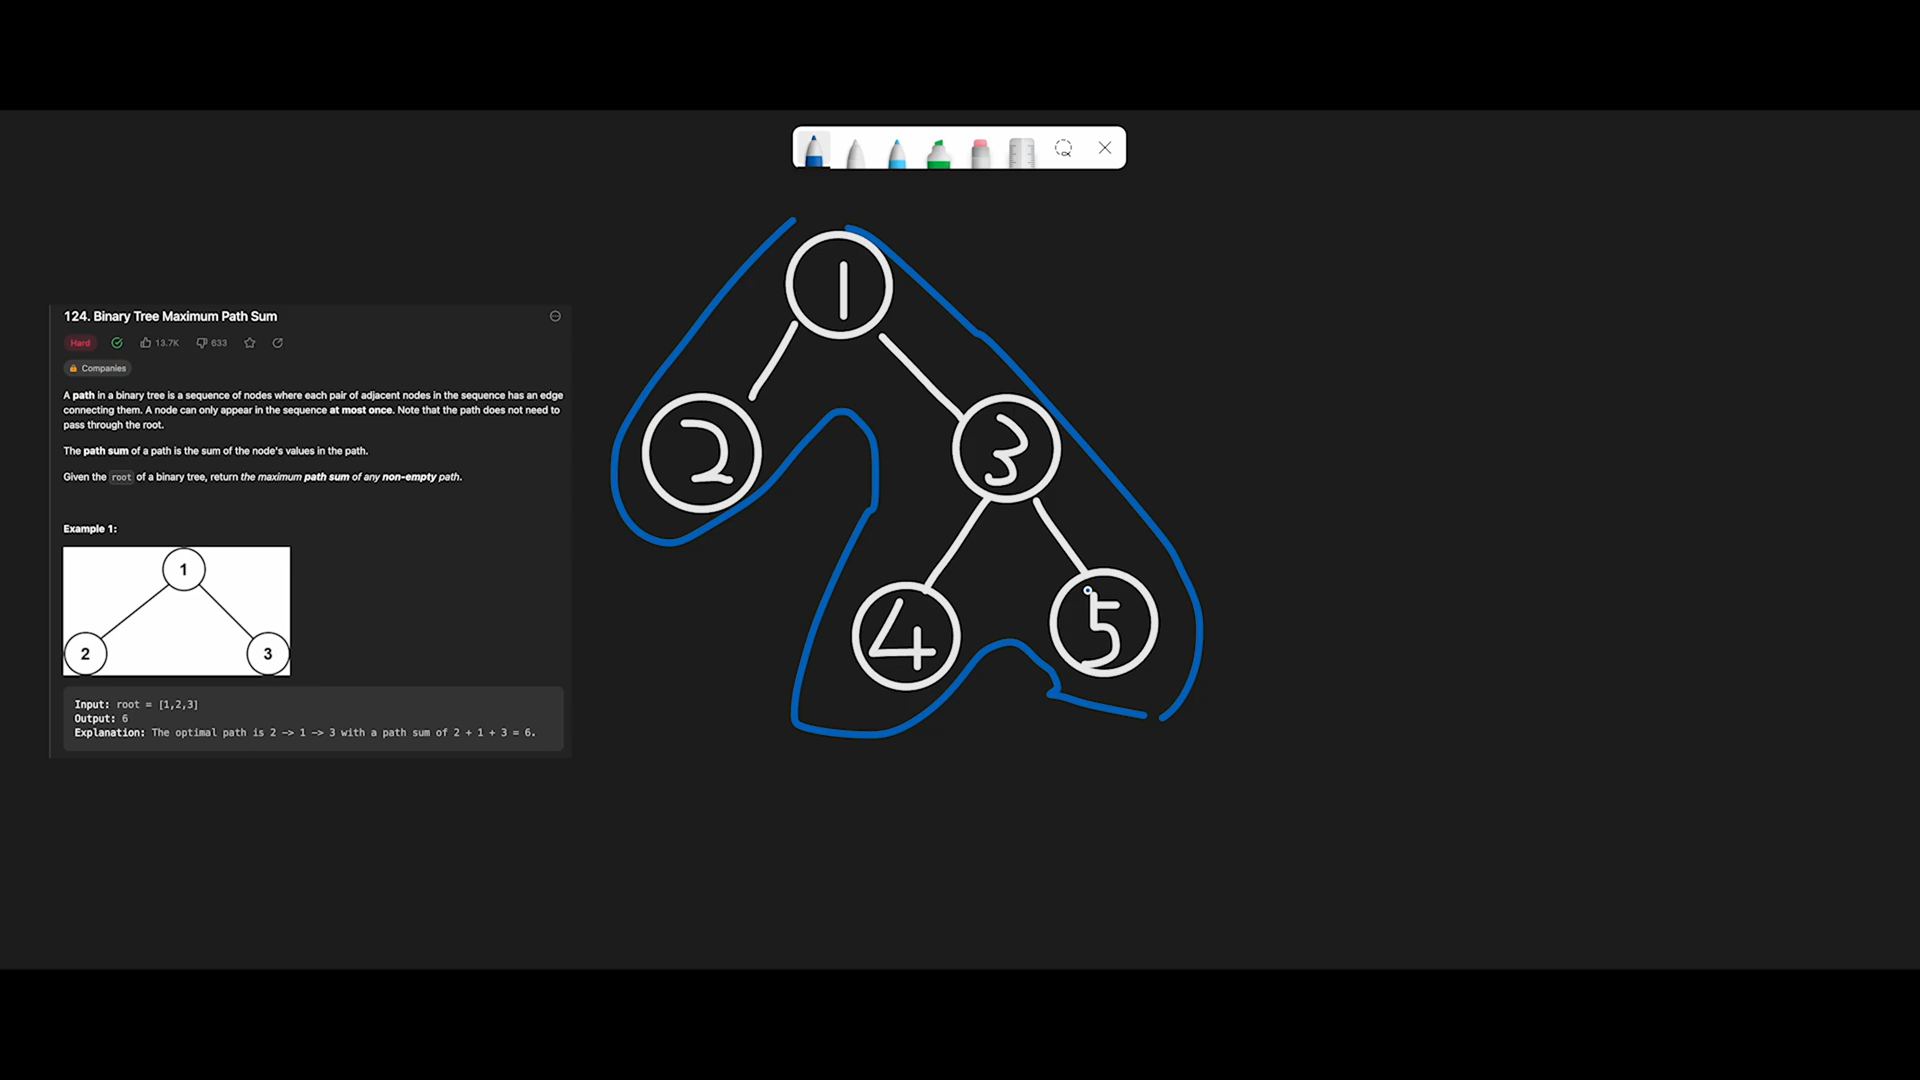 124. Binary Tree Maximum Path Sum
Hard 13.7K 633
Companies
A path in a binary tree is a sequence of nodes where each pair of adjacent nodes in the sequence has an edge
connecting them. A node can only appear in the sequence at most once. Note that the path does not need to
pass through the root.
The path sum of a path is the sum of the node's values in the path.
Given the root of a binary tree, return the maximum path sum of any non-empty path.
Example 1:
1
2 3
Input: root = [1,2,3]
Output: 6
Explanation: The optimal path is 2 -> 1 -> 3 with a path sum of 2 + 1 + 3 = 6.
1
2 3
4 5